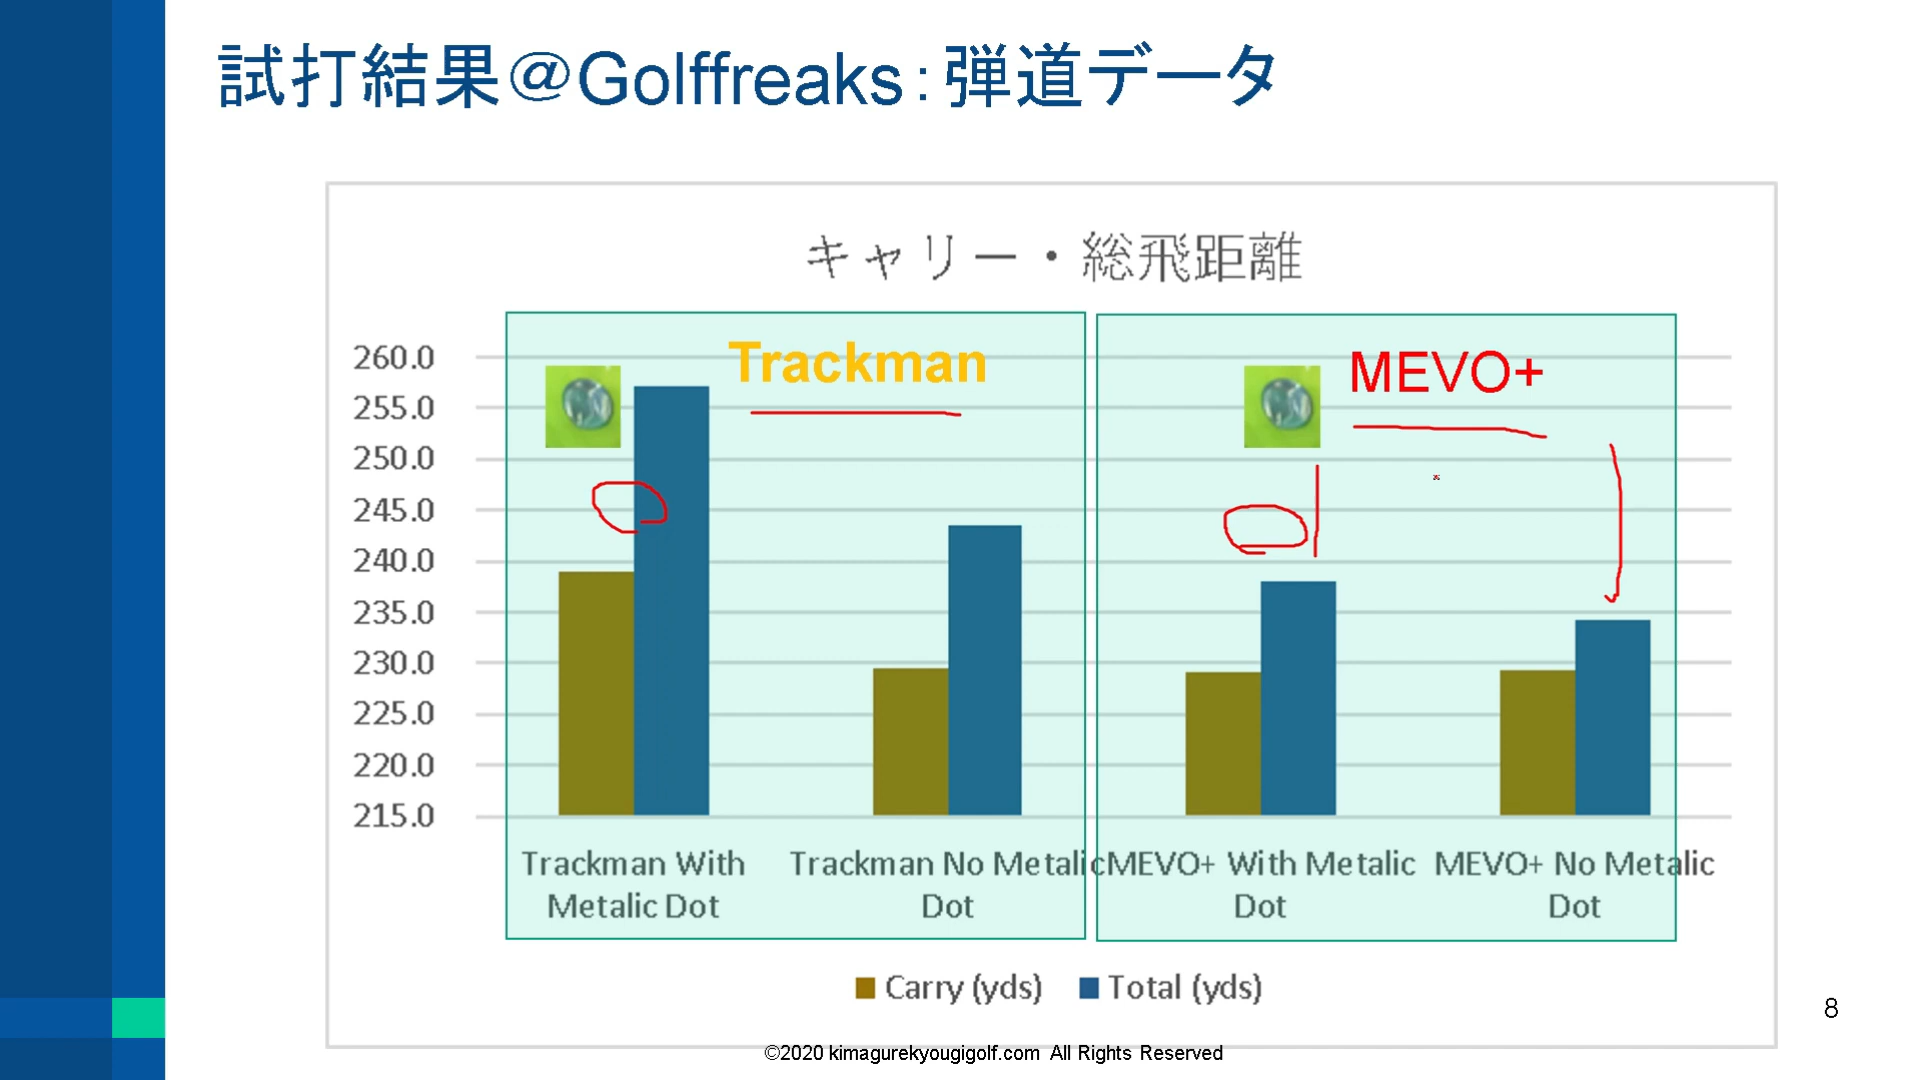 試打結果@Golffreaks：弾道データ
キャリー・総飛距離
Trackman
MEVO+
260.0
255.0
250.0
245.0
240.0
235.0
230.0
225.0
220.0
215.0
Trackman With
Metalic Dot
Trackman No Metalic
Dot
MEVO+ With Metalic
Dot
MEVO+ No Metalic
Dot
Carry (yds)
Total (yds)
8
©2020 kimagurekyougigolf.com All Rights Reserved